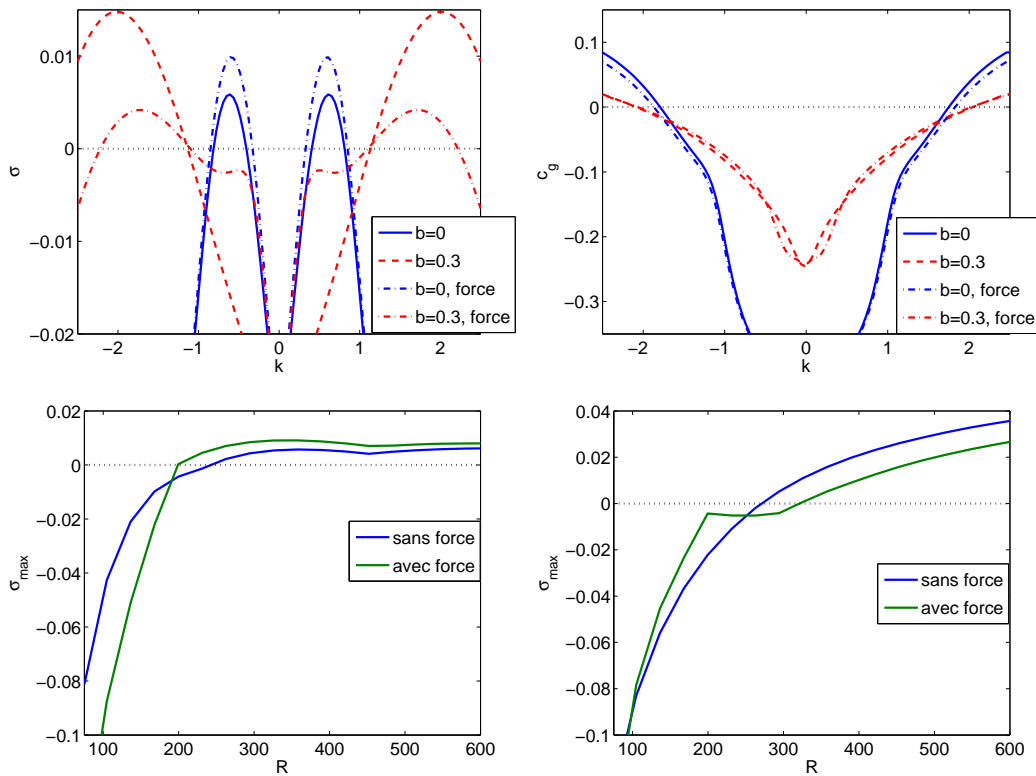 0.01
0
−0.01
−0.02
σ
−2
−1
0
1
2
k
b=0
b=0.3
b=0, force
b=0.3, force
0.1
0
−0.1
−0.2
−0.3
c_g
−2
−1
0
1
2
k
b=0
b=0.3
b=0, force
b=0.3, force
0.02
0
−0.02
−0.04
−0.06
−0.08
−0.1
σ_max
100
200
300
400
500
600
R
sans force
avec force
0.04
0.02
0
−0.02
−0.04
−0.06
−0.08
−0.1
σ_max
100
200
300
400
500
600
R
sans force
avec force